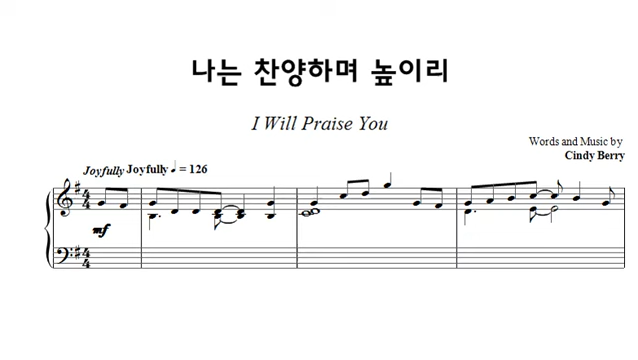 나는 찬양하며 높이리
I Will Praise You
Words and Music by
Cindy Berry
Joyfully Joyfully ♩ = 126
mf